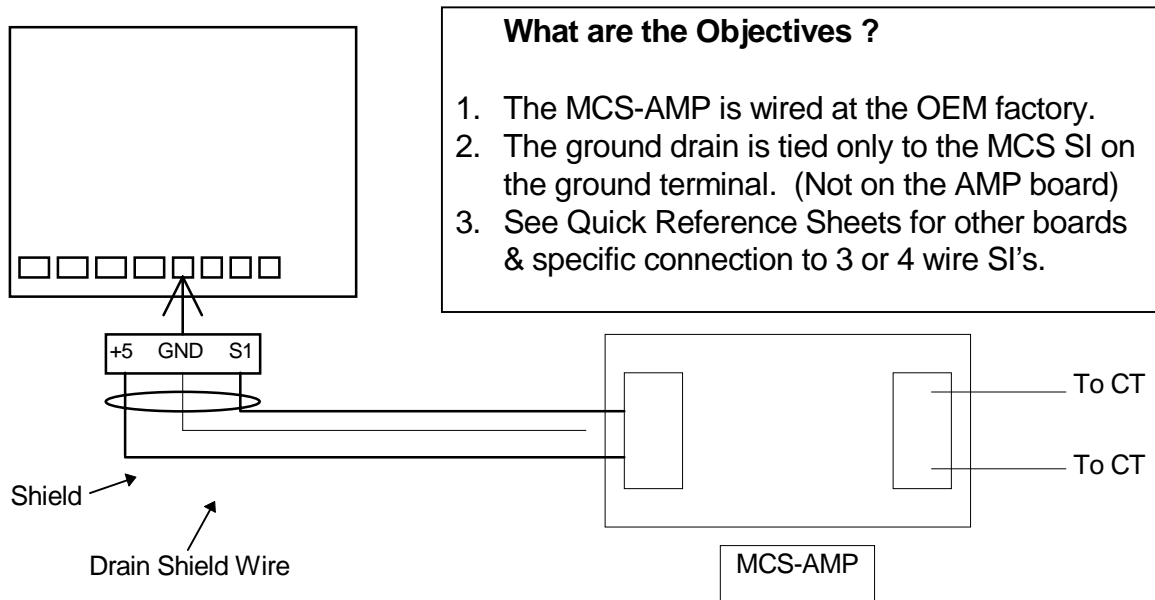 What are the Objectives ?
1. The MCS-AMP is wired at the OEM factory.
2. The ground drain is tied only to the MCS SI on
the ground terminal. (Not on the AMP board)
3. See Quick Reference Sheets for other boards
& specific connection to 3 or 4 wire SI's.
+5 GND S1
To CT
To CT
Shield
Drain Shield Wire
MCS-AMP